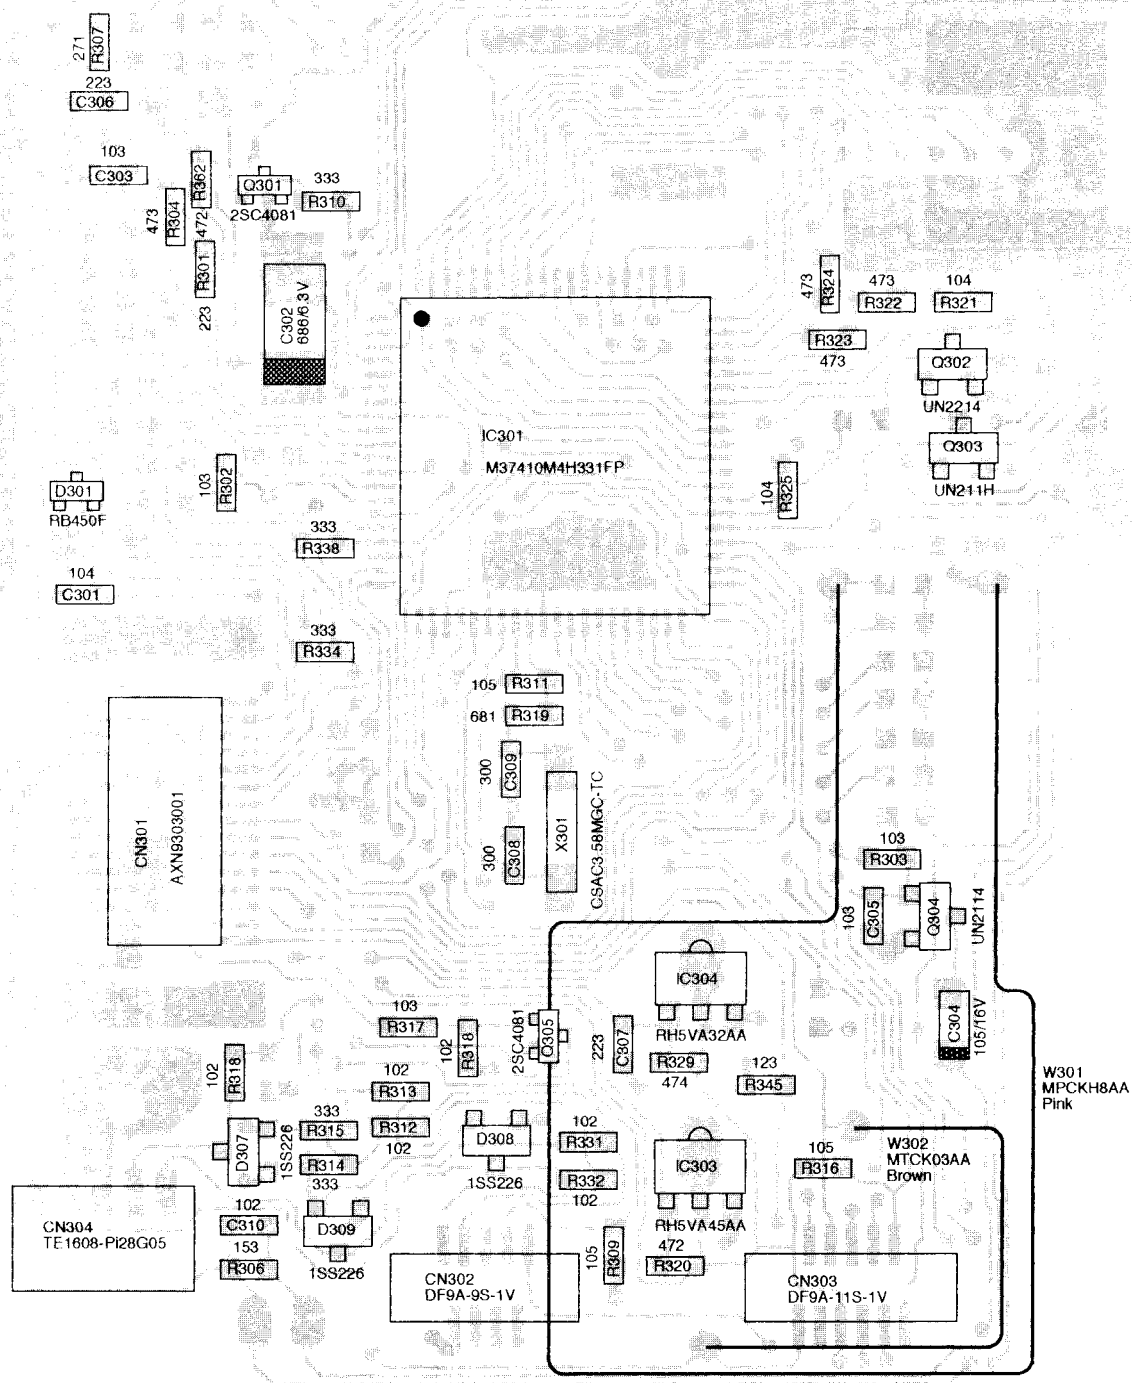 271
R307
223
C306
103
C303
R362
472
Q301
2SC4081
333
R310
473
R304
R301
223
C302
686/6.3V
473
R324
473
R322
104
R321
R323
473
Q302
UN2214
Q303
UN211H
IC301
M37410M4H331FP
D301
RB450F
103
R302
104
R325
333
R338
104
C301
333
R334
105
R311
681
R319
300
C309
300
C308
X301
CSAC3.58MGC-TC
CN301
AXN9303001
103
R303
103
C305
Q304
UN2114
IC304
RH5VA32AA
C304
105/16V
103
R317
102
R318
2SC4081
Q305
223
C307
R329
474
123
R345
W301
MPCKH8AA
Pink
102
R318
102
R313
333
R315
R312
102
D307
1SS226
R314
333
D308
1SS226
102
R331
R332
102
IC303
RH5VA45AA
105
R316
W302
MTCK03AA
Brown
CN304
TE1608-Pi28G05
102
C310
153
R306
D309
1SS226
105
R309
472
R320
CN302
DF9A-9S-1V
CN303
DF9A-11S-1V